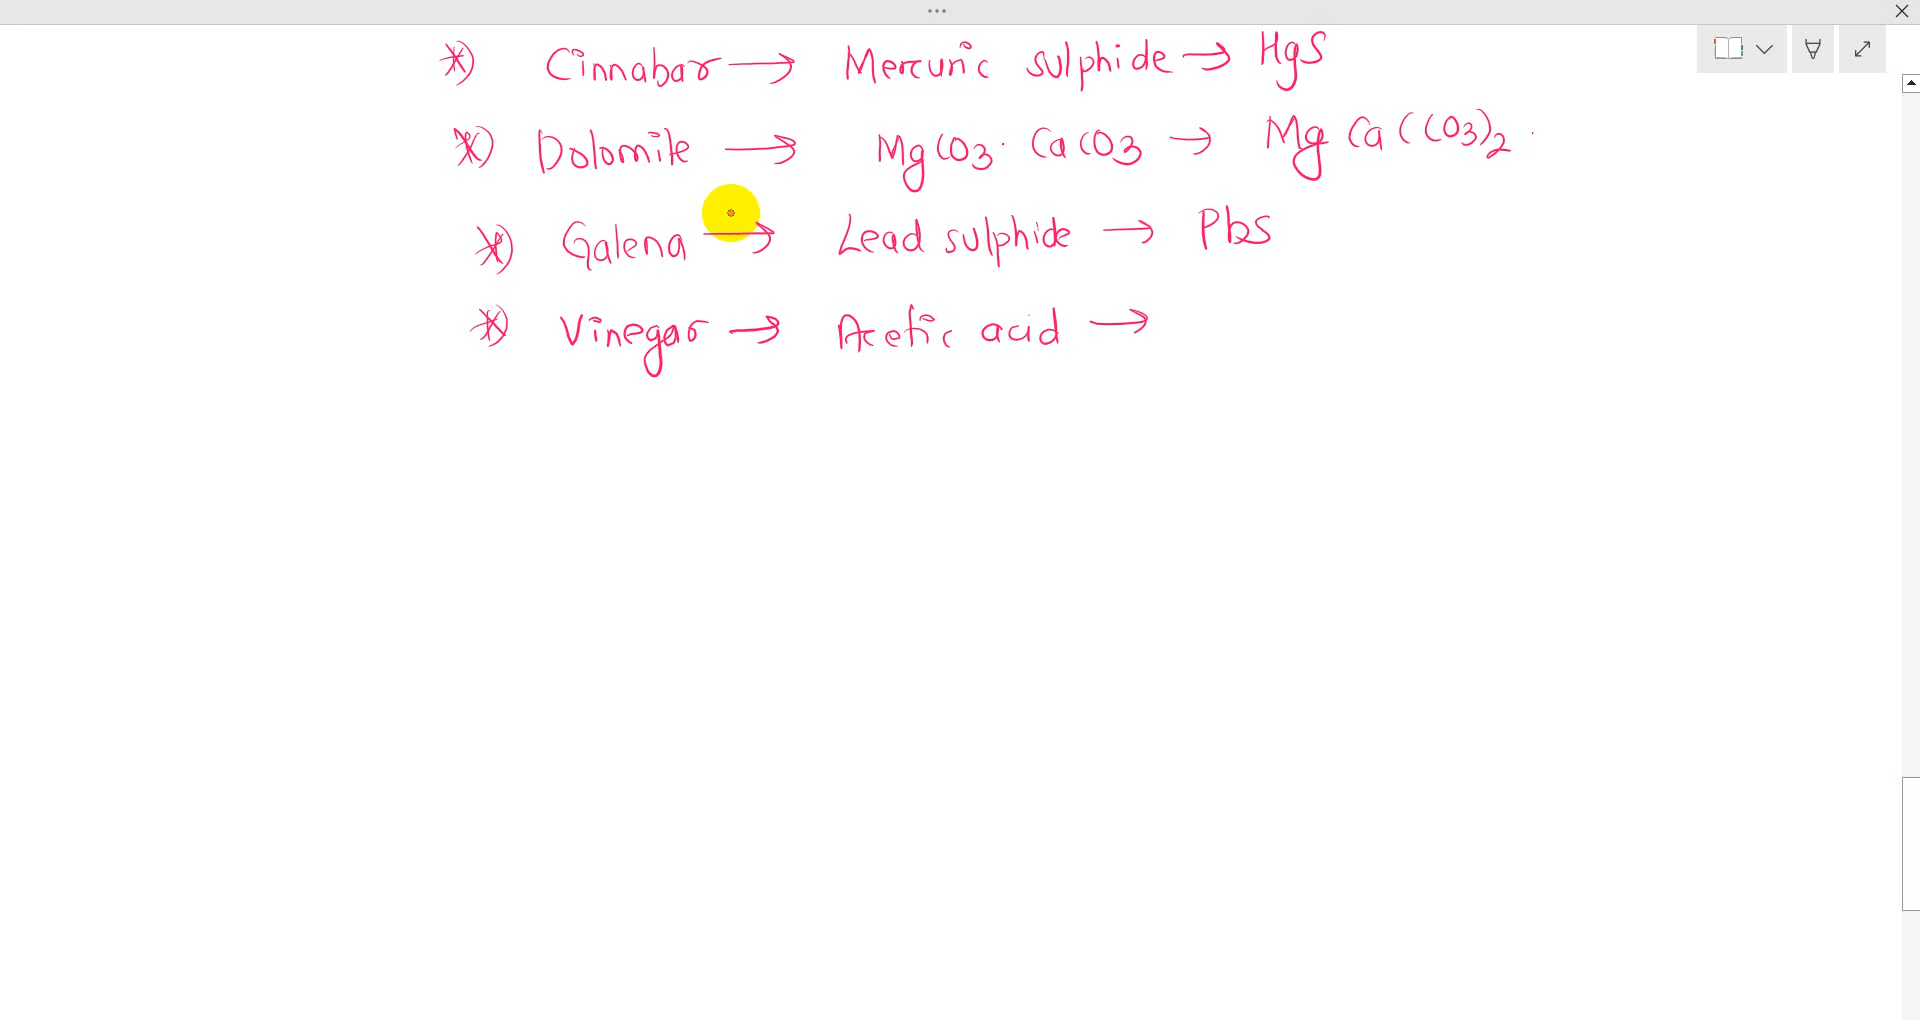 *) Cinnabar → Mercuric sulphide → HgS
*) Dolomite → MgCO3 · CaCO3 → MgCa(CO3)2 .
*) Galena → Lead sulphide → PbS
*) Vinegar → Acetic acid →